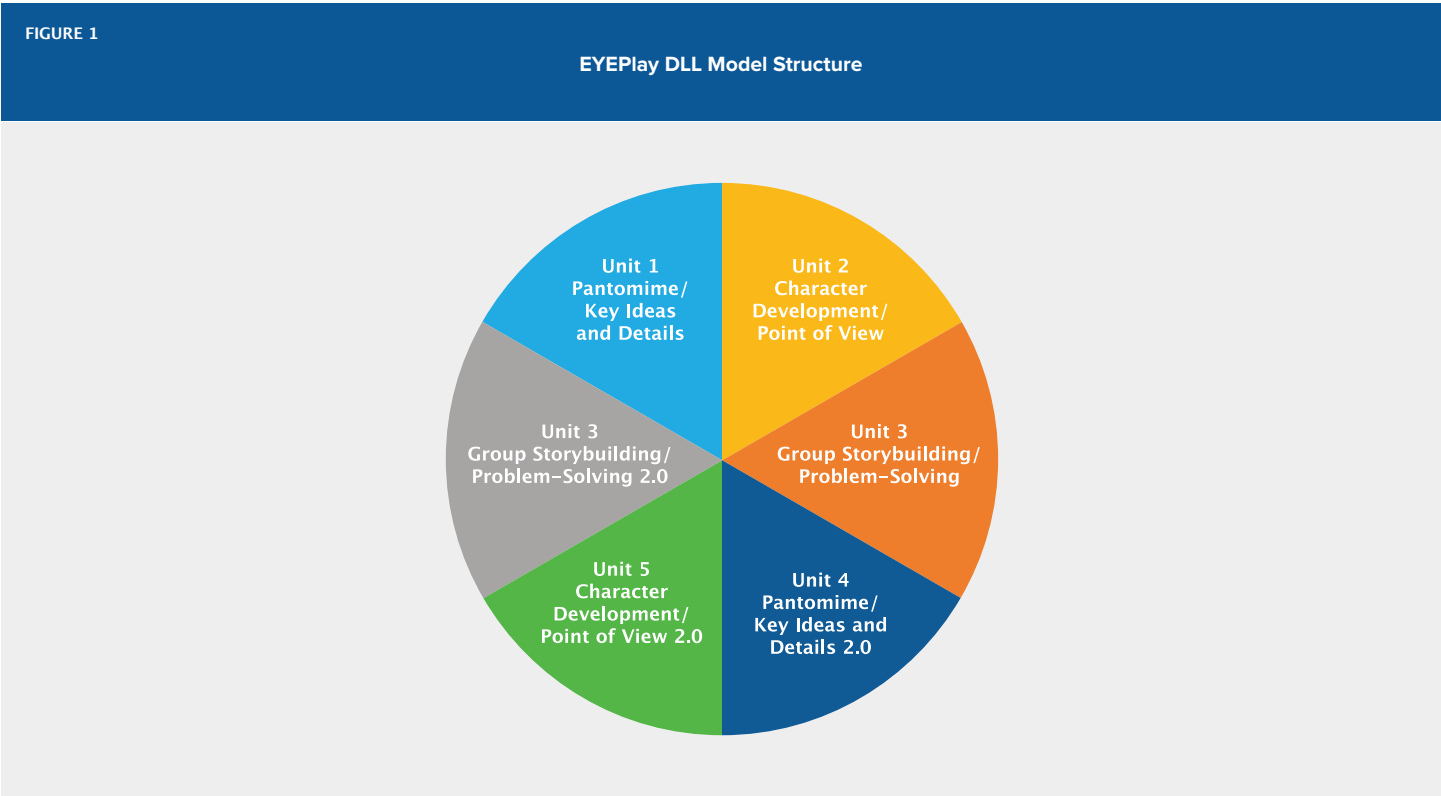 FIGURE 1
EYEPlay DLL Model Structure
Unit 1
Pantomime/
Key Ideas
and Details
Unit 2
Character
Development/
Point of View
Unit 3
Group Storybuilding/
Problem-Solving
Unit 4
Pantomime/
Key Ideas and
Details 2.0
Unit 5
Character
Development/
Point of View 2.0
Unit 3
Group Storybuilding/
Problem-Solving 2.0